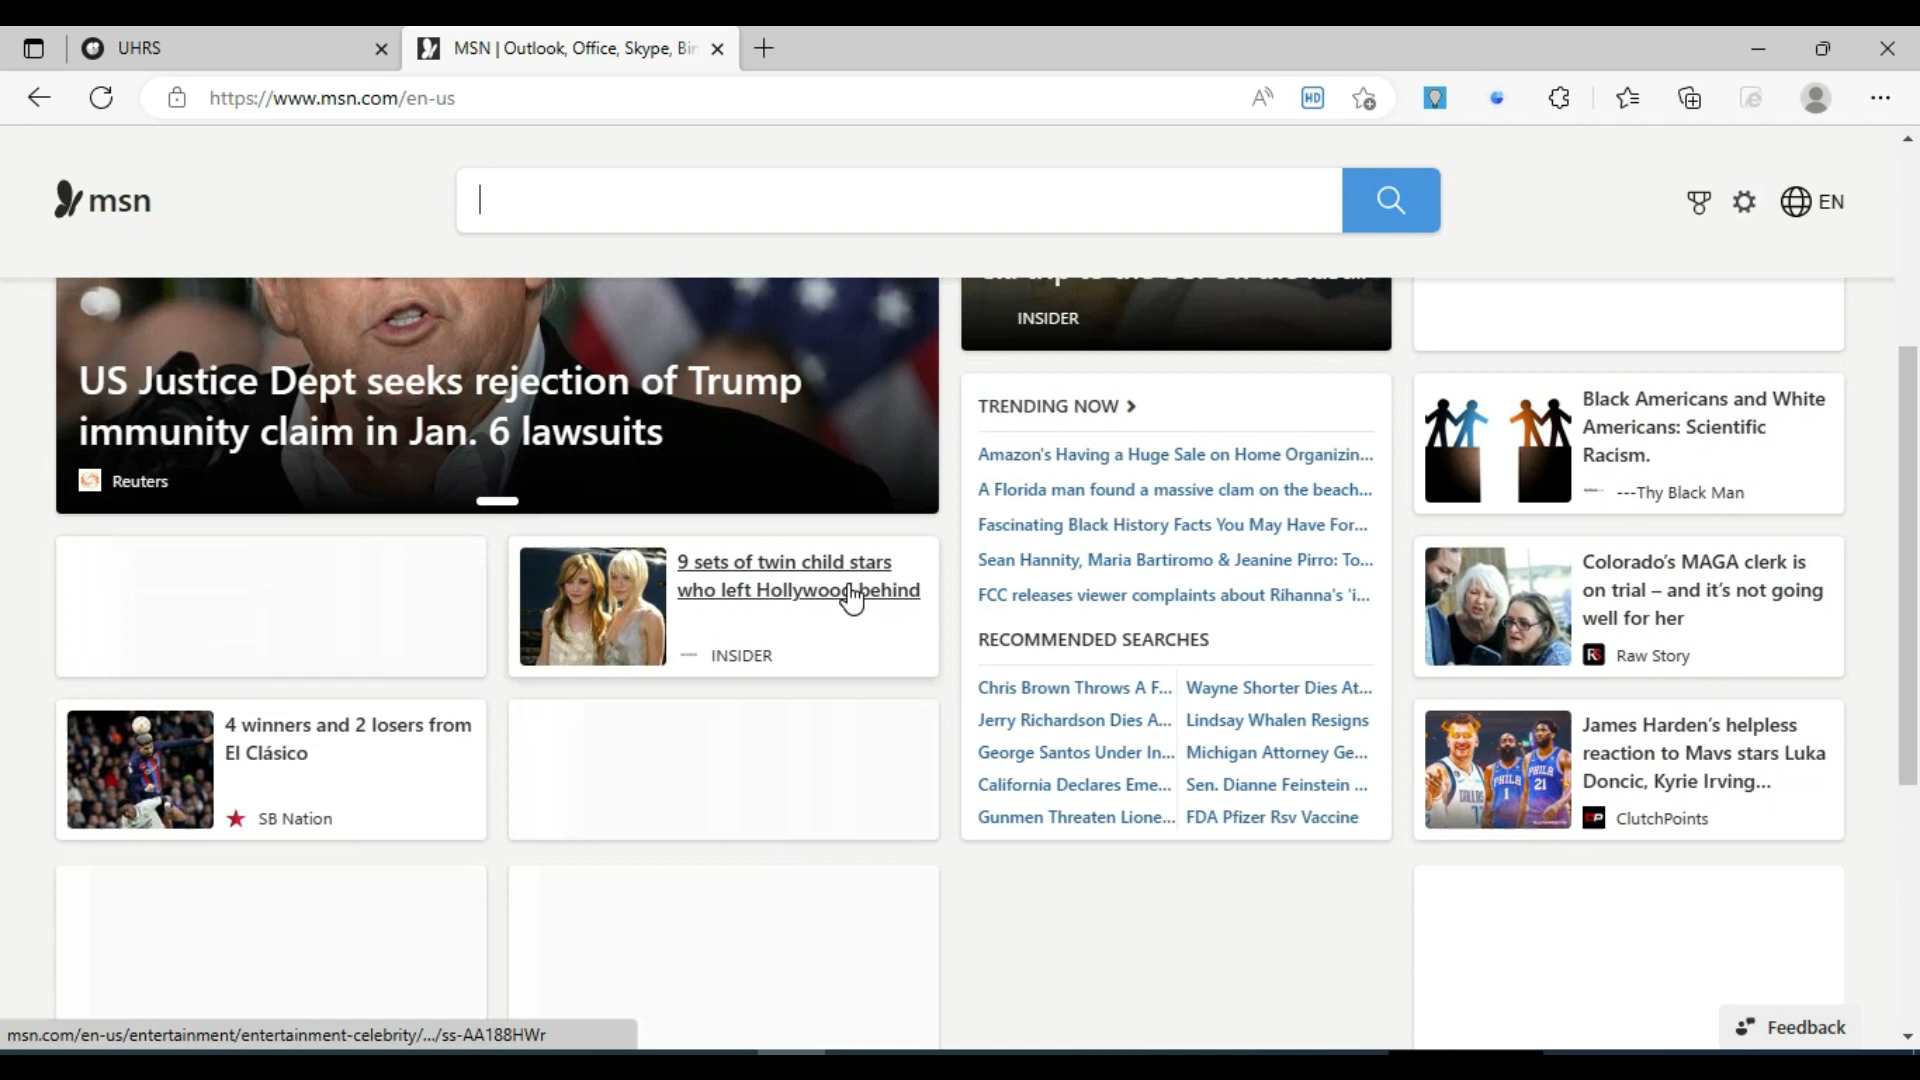 UHRS
MSN | Outlook, Office, Skype, Bin
https://www.msn.com/en-us
HD
msn
EN
INSIDER
US Justice Dept seeks rejection of Trump
immunity claim in Jan. 6 lawsuits
Reuters
9 sets of twin child stars
who left Hollywood behind
INSIDER
4 winners and 2 losers from
El Clásico
SB Nation
TRENDING NOW
Amazon's Having a Huge Sale on Home Organizin...
A Florida man found a massive clam on the beach...
Fascinating Black History Facts You May Have For...
Sean Hannity, Maria Bartiromo & Jeanine Pirro: To...
FCC releases viewer complaints about Rihanna's 'i...
RECOMMENDED SEARCHES
Chris Brown Throws A F... Wayne Shorter Dies At...
Jerry Richardson Dies A... Lindsay Whalen Resigns
George Santos Under In... Michigan Attorney Ge...
California Declares Eme... Sen. Dianne Feinstein ...
Gunmen Threaten Lione... FDA Pfizer Rsv Vaccine
Black Americans and White
Americans: Scientific
Racism.
---Thy Black Man
Colorado's MAGA clerk is
on trial – and it's not going
well for her
Raw Story
James Harden's helpless
reaction to Mavs stars Luka
Doncic, Kyrie Irving...
ClutchPoints
Feedback
msn.com/en-us/entertainment/entertainment-celebrity/.../ss-AA188HWr